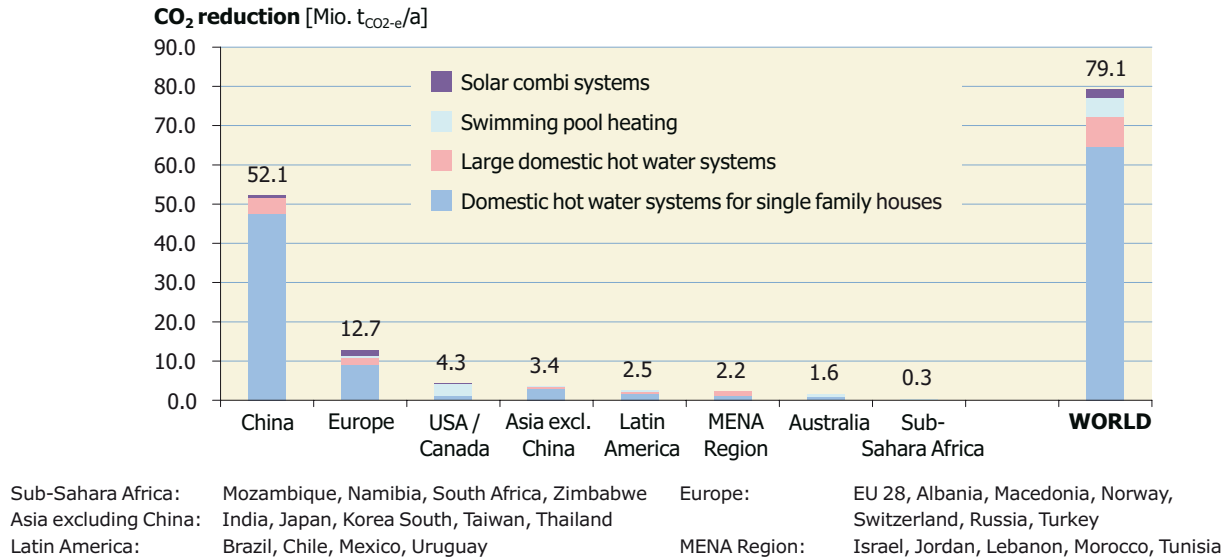 CO₂ reduction [Mio. t_CO2-e/a]
90.0
80.0
70.0
60.0
50.0
40.0
30.0
20.0
10.0
0.0
Solar combi systems
Swimming pool heating
Large domestic hot water systems
Domestic hot water systems for single family houses
52.1
12.7
4.3
3.4
2.5
2.2
1.6
0.3
79.1
China
Europe
USA /
Canada
Asia excl.
China
Latin
America
MENA
Region
Australia
Sub-
Sahara Africa
WORLD
Sub-Sahara Africa: Mozambique, Namibia, South Africa, Zimbabwe
Asia excluding China: India, Japan, Korea South, Taiwan, Thailand
Latin America: Brazil, Chile, Mexico, Uruguay
Europe: EU 28, Albania, Macedonia, Norway,
Switzerland, Russia, Turkey
MENA Region: Israel, Jordan, Lebanon, Morocco, Tunisia